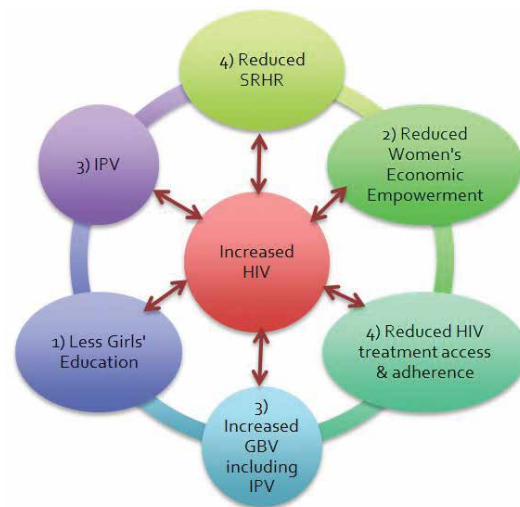 4) Reduced
SRHR
2) Reduced
Women's
Economic
Empowerment
3) IPV
Increased
HIV
1) Less Girls'
Education
4) Reduced HIV
treatment access
& adherence
3)
Increased
GBV
including
IPV